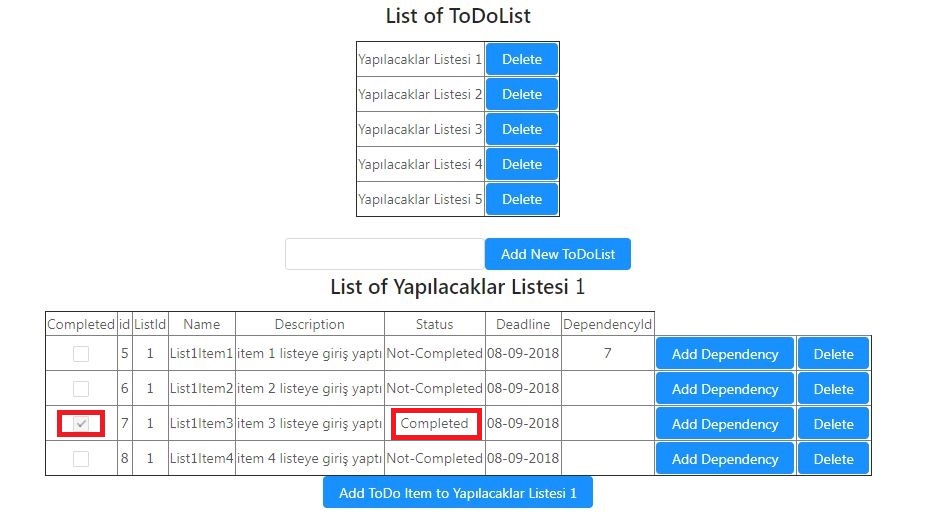 List of ToDoList
Yapılacaklar Listesi 1 Delete
Yapılacaklar Listesi 2 Delete
Yapılacaklar Listesi 3 Delete
Yapılacaklar Listesi 4 Delete
Yapılacaklar Listesi 5 Delete
Add New ToDoList
List of Yapılacaklar Listesi 1
Completed id ListId Name Description Status Deadline DependencyId
5 1 List1Item1 item 1 listeye giriş yaptı Not-Completed 08-09-2018 7 Add Dependency Delete
6 1 List1Item2 item 2 listeye giriş yaptı Not-Completed 08-09-2018 Add Dependency Delete
7 1 List1Item3 item 3 listeye giriş yaptı Completed 08-09-2018 Add Dependency Delete
8 1 List1Item4 item 4 listeye giriş yaptı Not-Completed 08-09-2018 Add Dependency Delete
Add ToDo Item to Yapılacaklar Listesi 1